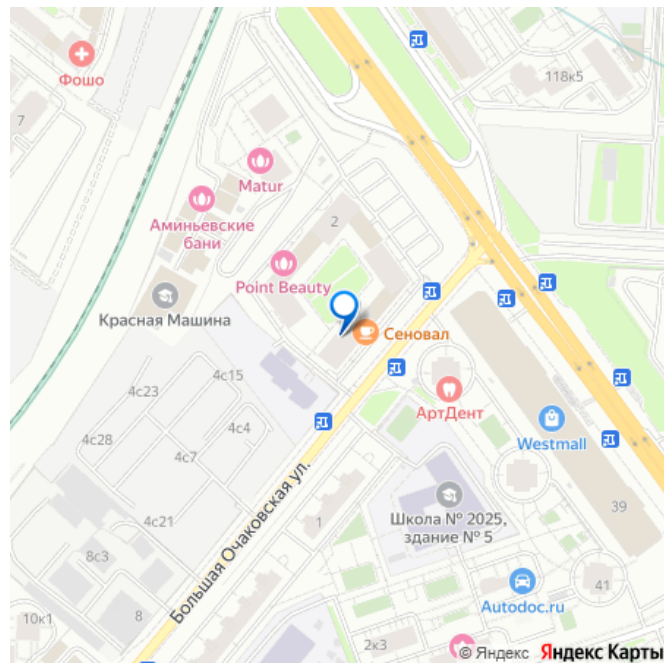 Фошо
118к5
7
Matur
Аминьевские
бани
2
Point Beauty
Красная Машина
Сеновал
4с15
4с23
АртДент
4с4
4с28
Westmall
4с7
Большая Очаковская ул.
Школа № 2025,
здание № 5
39
4с21
1
8с3
41
Autodoc.ru
10к1
8
2к3
© Яндекс Яндекс Карты